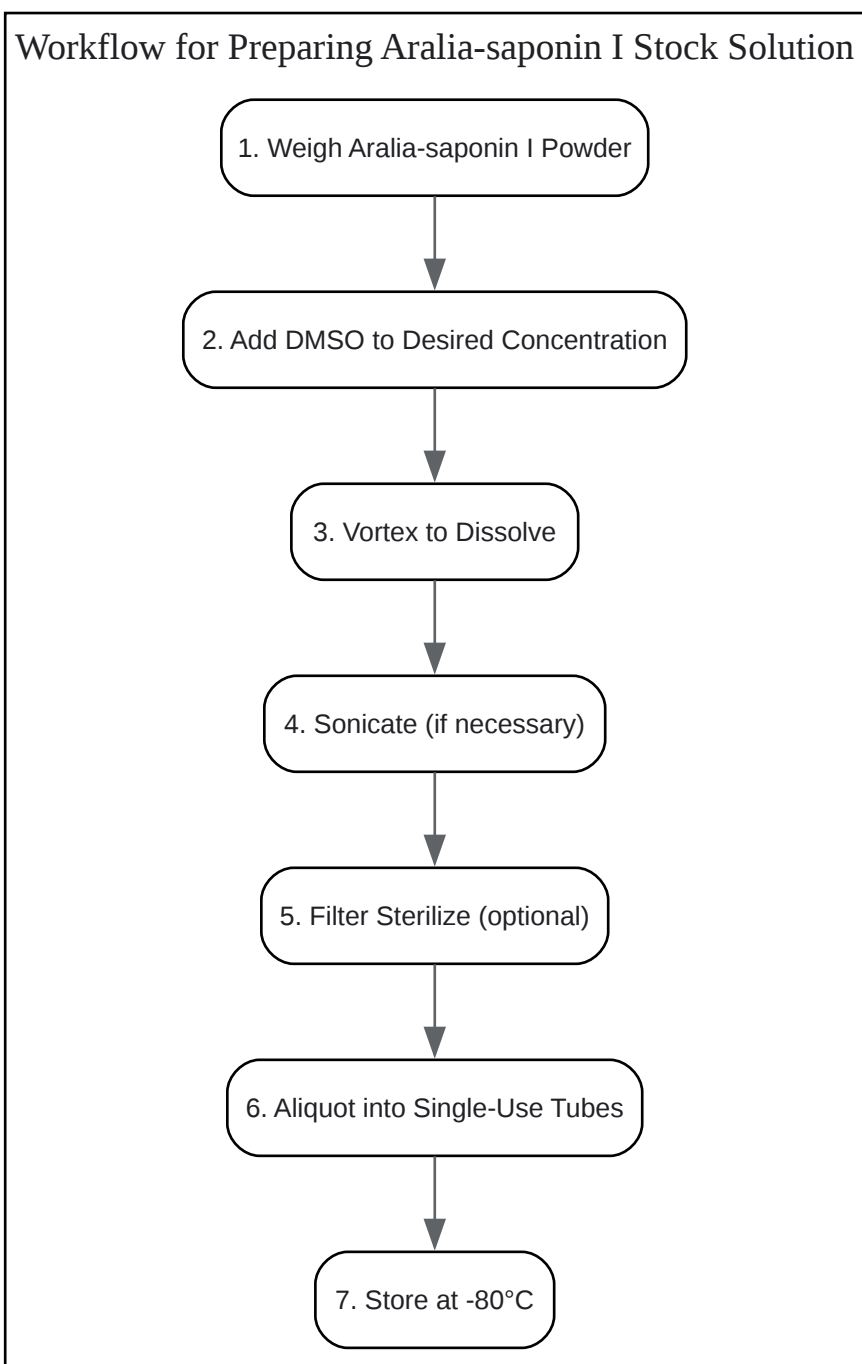 Workflow for Preparing Aralia-saponin I Stock Solution
1. Weigh Aralia-saponin I Powder
2. Add DMSO to Desired Concentration
3. Vortex to Dissolve
4. Sonicate (if necessary)
5. Filter Sterilize (optional)
6. Aliquot into Single-Use Tubes
7. Store at -80°C